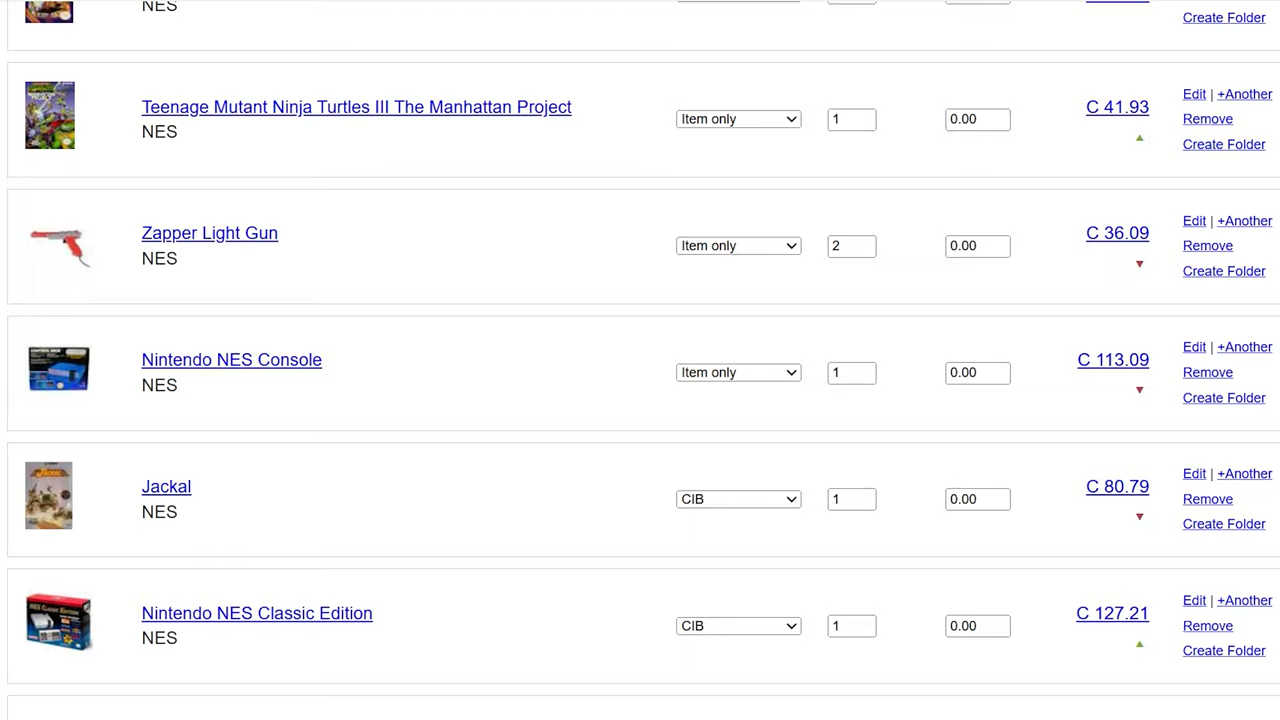 NES
Create Folder
Teenage Mutant Ninja Turtles III The Manhattan Project
NES
Item only
1
0.00
C 41.93
Edit | +Another
Remove
Create Folder
Zapper Light Gun
NES
Item only
2
0.00
C 36.09
Edit | +Another
Remove
Create Folder
Nintendo NES Console
NES
Item only
1
0.00
C 113.09
Edit | +Another
Remove
Create Folder
Jackal
NES
CIB
1
0.00
C 80.79
Edit | +Another
Remove
Create Folder
Nintendo NES Classic Edition
NES
CIB
1
0.00
C 127.21
Edit | +Another
Remove
Create Folder